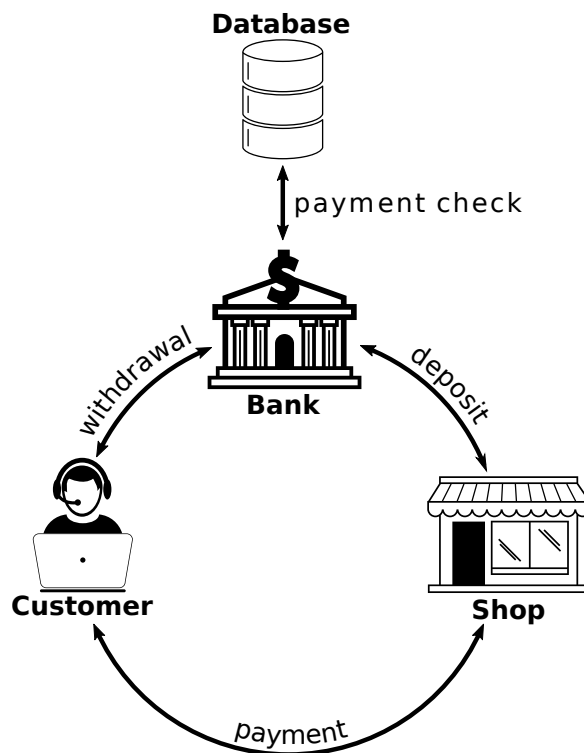 Database
payment check
$
withdrawal
deposit
Bank
Customer
Shop
payment